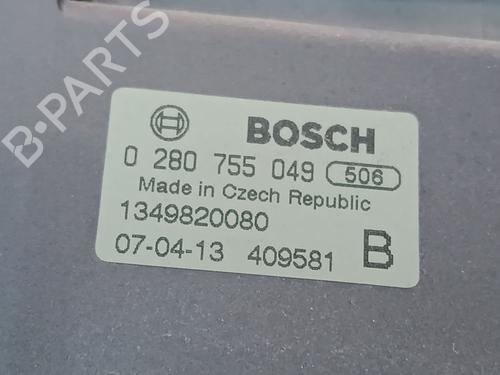 B-PARTS
BOSCH
0 280 755 049 506
Made in Czech Republic
1349820080
07-04-13 409581 B